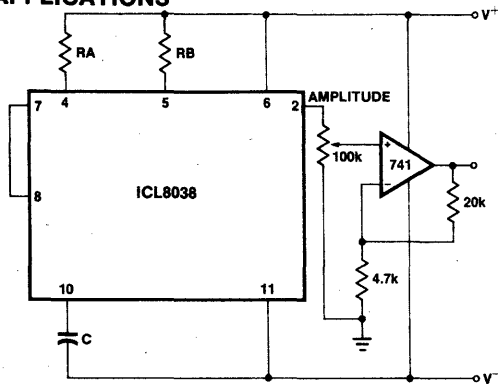 APPLICATIONS
V+
RA
RB
4
5
6
7
2
AMPLITUDE
+
741
−
100k
8
ICL8038
20k
4.7k
10
11
C
V−